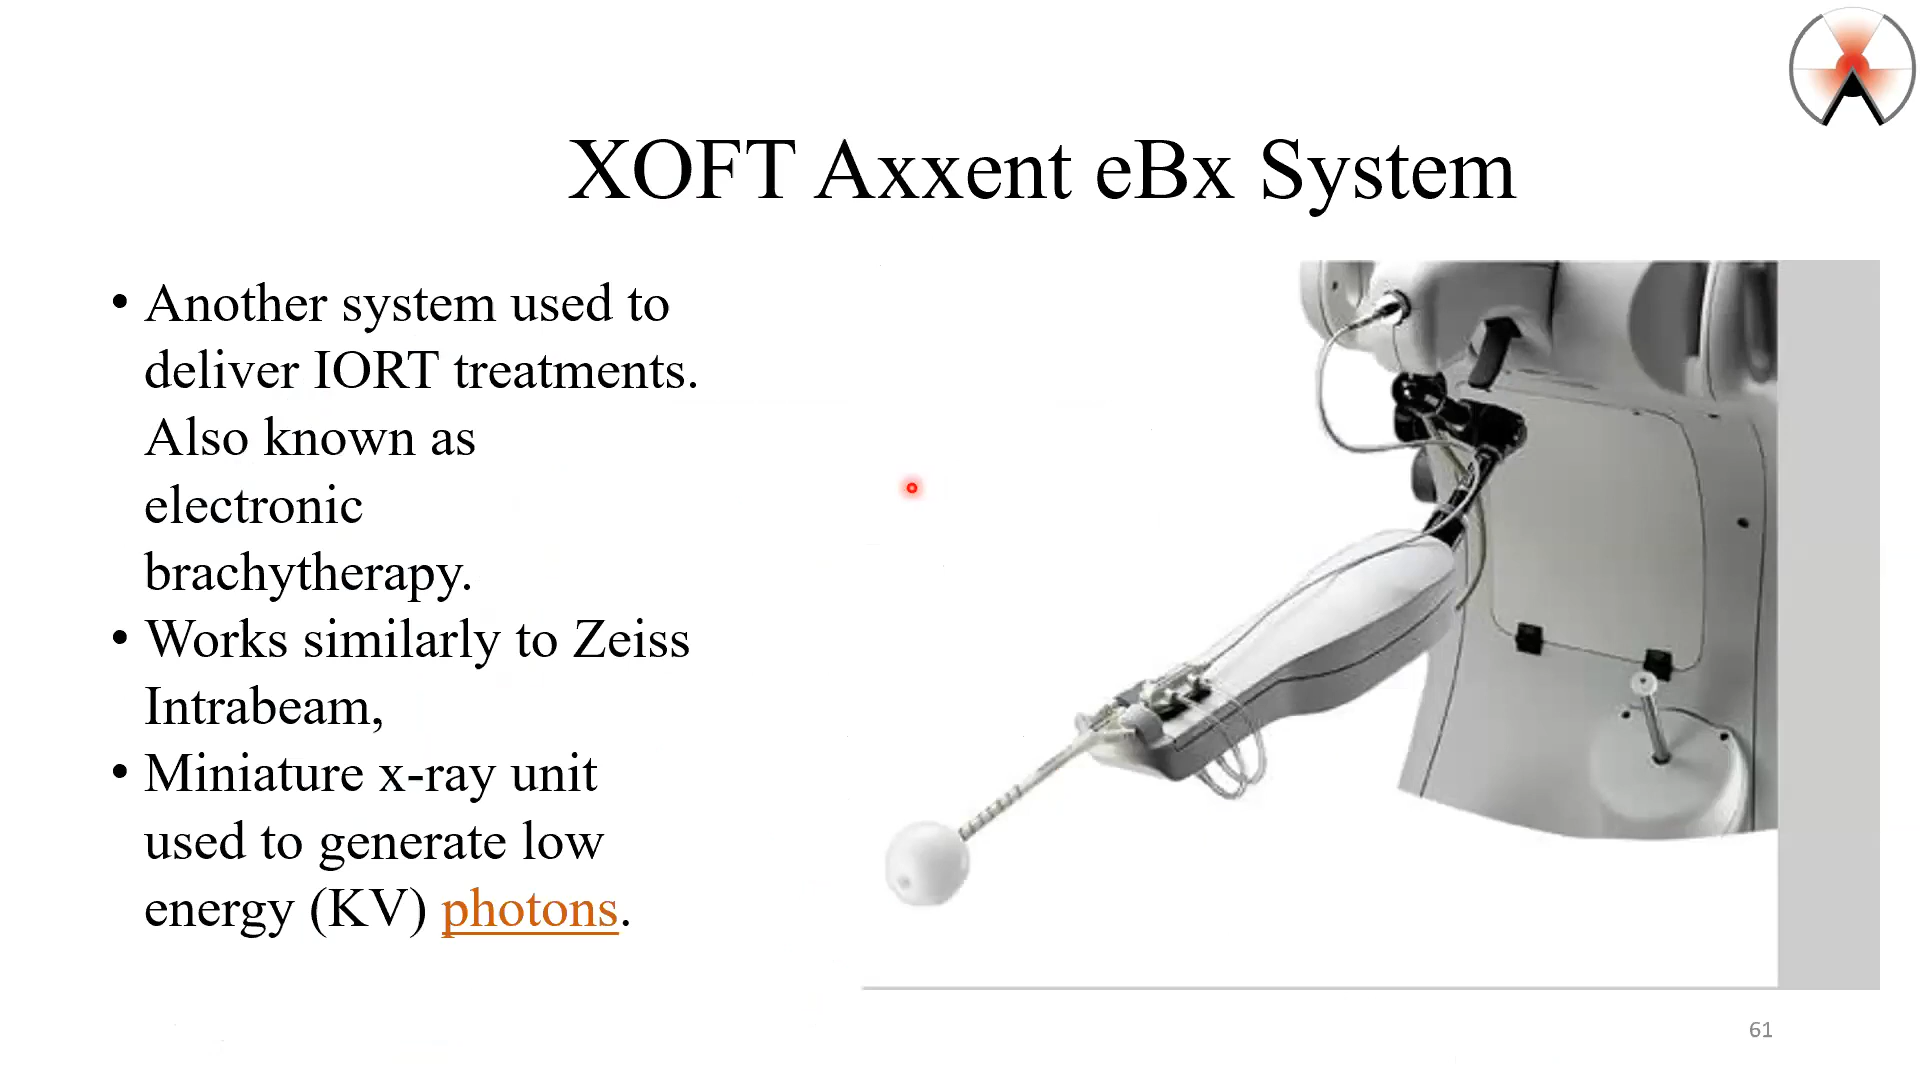 XOFT Axxent eBx System
• Another system used to
deliver IORT treatments.
Also known as
electronic
brachytherapy.
• Works similarly to Zeiss
Intrabeam,
• Miniature x-ray unit
used to generate low
energy (KV) photons.
61